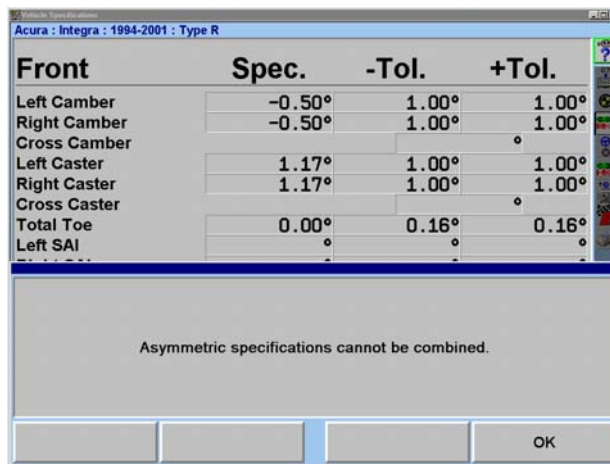 Vehicle Specifications
Acura : Integra : 1994-2001 : Type R
Front Spec. -Tol. +Tol.
Left Camber -0.50° 1.00° 1.00°
Right Camber -0.50° 1.00° 1.00°
Cross Camber °
Left Caster 1.17° 1.00° 1.00°
Right Caster 1.17° 1.00° 1.00°
Cross Caster °
Total Toe 0.00° 0.16° 0.16°
Left SAI ° ° °
Asymmetric specifications cannot be combined.
OK